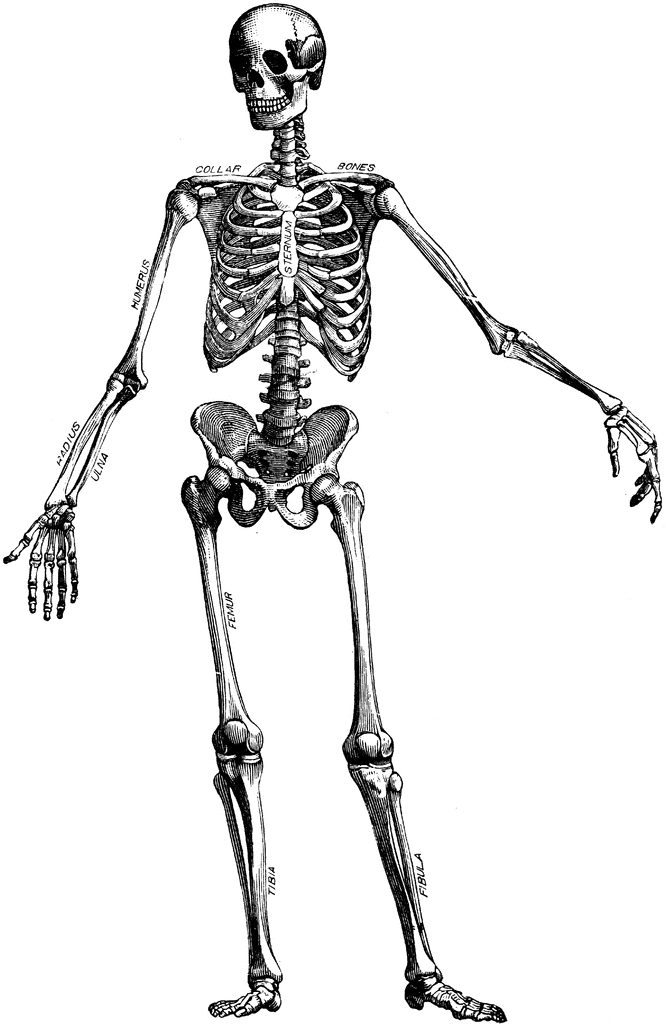 COLLAR BONES
STERNUM
HUMERUS
RADIUS
ULNA
FEMUR
TIBIA
FIBULA